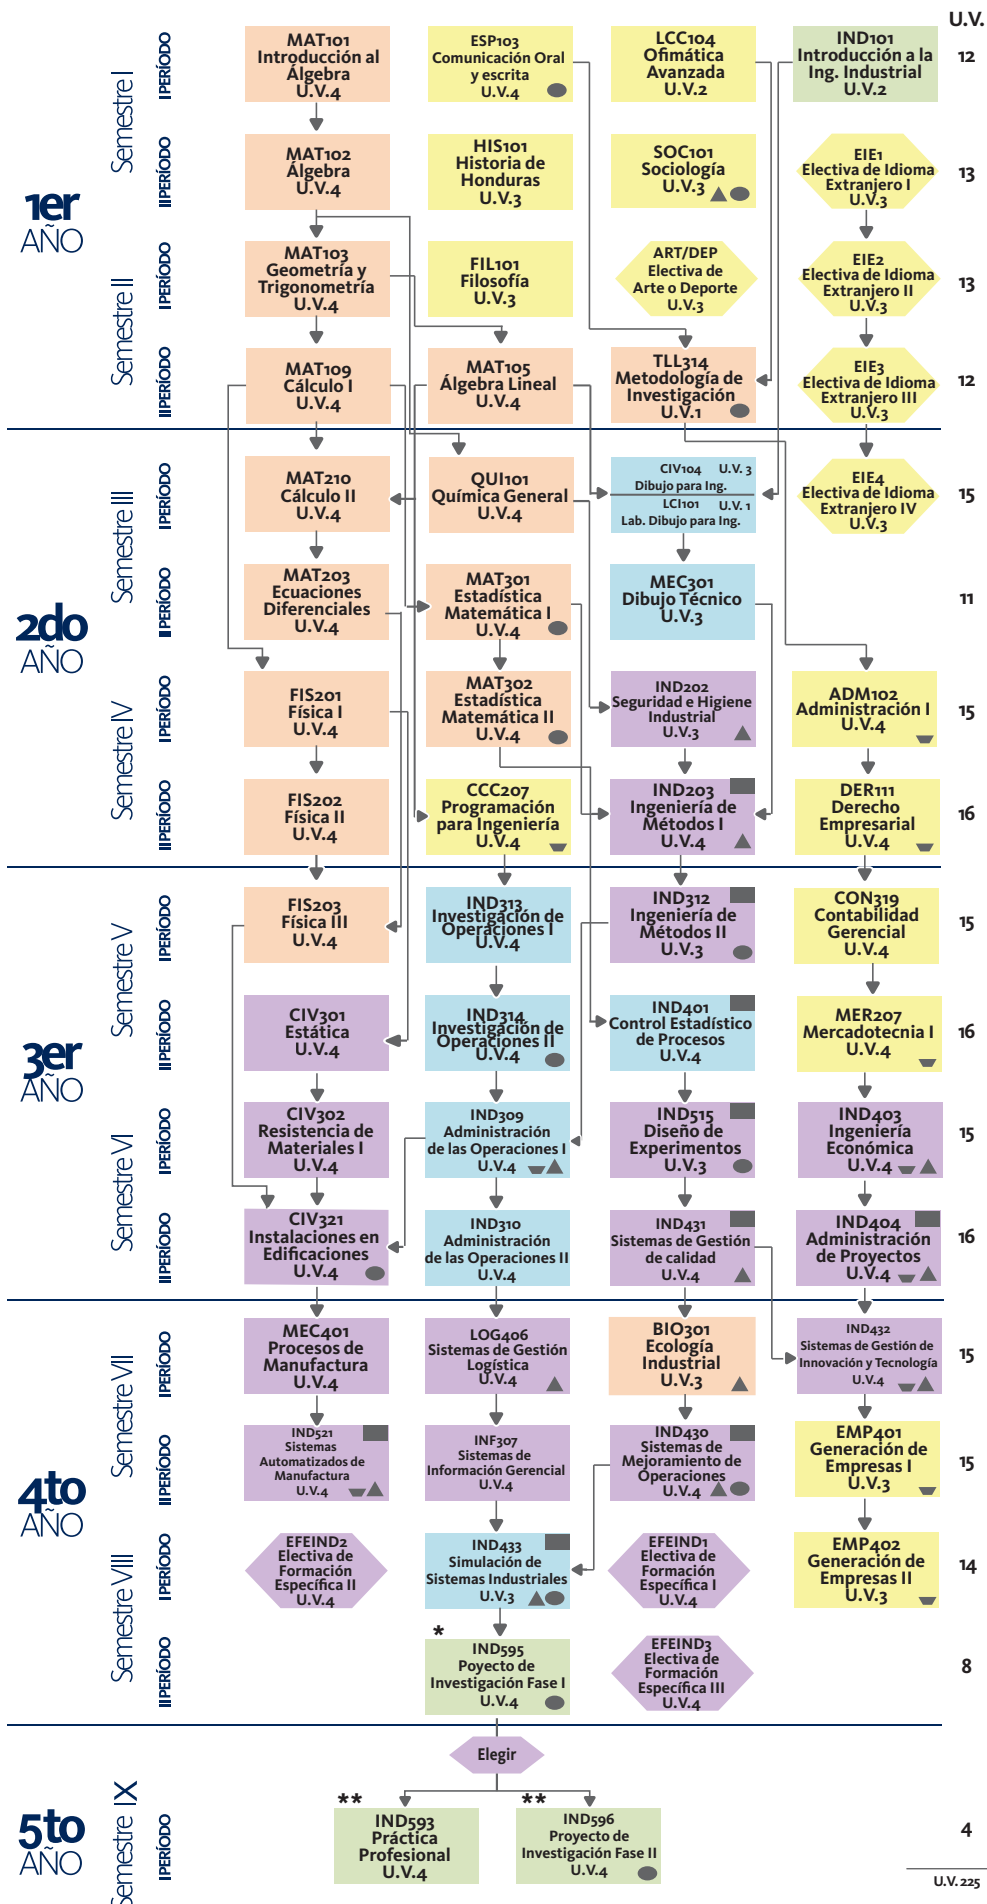 U.V.
1er
AÑO
Semestre I
I PERÍODO
MAT101
Introducción al
Álgebra
U.V.4
ESP103
Comunicación Oral
y escrita
U.V.4
LCC104
Ofimática
Avanzada
U.V.2
IND101
Introducción a la
Ing. Industrial
U.V.2
12
II PERÍODO
MAT102
Álgebra
U.V.4
HIS101
Historia de
Honduras
U.V.3
SOC101
Sociología
U.V.3
EIE1
Electiva de Idioma
Extranjero I
U.V.3
13
Semestre II
I PERÍODO
MAT103
Geometría y
Trigonometría
U.V.4
FIL101
Filosofía
U.V.3
ART/DEP
Electiva de
Arte o Deporte
U.V.3
EIE2
Electiva de Idioma
Extranjero II
U.V.3
13
II PERÍODO
MAT109
Cálculo I
U.V.4
MAT105
Álgebra Lineal
U.V.4
TLL314
Metodología de
Investigación
U.V.1
EIE3
Electiva de Idioma
Extranjero III
U.V.3
12
2do
AÑO
Semestre III
I PERÍODO
MAT210
Cálculo II
U.V.4
QUI101
Química General
U.V.4
CIV104 U.V. 3
Dibujo para Ing.
LCI101 U.V. 1
Lab. Dibujo para Ing.
EIE4
Electiva de Idioma
Extranjero IV
U.V.3
15
II PERÍODO
MAT203
Ecuaciones
Diferenciales
U.V.4
MAT301
Estadística
Matemática I
U.V.4
MEC301
Dibujo Técnico
U.V.3
11
Semestre IV
I PERÍODO
FIS201
Física I
U.V.4
MAT302
Estadística
Matemática II
U.V.4
IND202
Seguridad e Higiene
Industrial
U.V.3
ADM102
Administración I
U.V.4
15
II PERÍODO
FIS202
Física II
U.V.4
CCC207
Programación
para Ingeniería
U.V.4
IND203
Ingeniería de
Métodos I
U.V.4
DER111
Derecho
Empresarial
U.V.4
16
3er
AÑO
Semestre V
I PERÍODO
FIS203
Física III
U.V.4
IND313
Investigación de
Operaciones I
U.V.4
IND312
Ingeniería de
Métodos II
U.V.3
CON319
Contabilidad
Gerencial
U.V.4
15
II PERÍODO
CIV301
Estática
U.V.4
IND314
Investigación de
Operaciones II
U.V.4
IND401
Control Estadístico
de Procesos
U.V.4
MER207
Mercadotecnia I
U.V.4
16
Semestre VI
I PERÍODO
CIV302
Resistencia de
Materiales I
U.V.4
IND309
Administración
de las Operaciones I
U.V.4
IND515
Diseño de
Experimentos
U.V.3
IND403
Ingeniería
Económica
U.V.4
15
II PERÍODO
CIV321
Instalaciones en
Edificaciones
U.V.4
IND310
Administración
de las Operaciones II
U.V.4
IND431
Sistemas de Gestión
de calidad
U.V.4
IND404
Administración
de Proyectos
U.V.4
16
4to
AÑO
Semestre VII
I PERÍODO
MEC401
Procesos de
Manufactura
U.V.4
LOG406
Sistemas de Gestión
Logística
U.V.4
BIO301
Ecología
Industrial
U.V.3
IND432
Sistemas de Gestión de
Innovación y Tecnología
U.V.4
15
II PERÍODO
IND521
Sistemas
Automatizados de
Manufactura
U.V.4
INF307
Sistemas de
Información Gerencial
U.V.4
IND430
Sistemas de
Mejoramiento de
Operaciones
U.V.4
EMP401
Generación de
Empresas I
U.V.3
15
Semestre VIII
I PERÍODO
EFEIND2
Electiva de
Formación
Específica II
U.V.4
IND433
Simulación de
Sistemas Industriales
U.V.3
EFEIND1
Electiva de
Formación
Específica I
U.V.4
EMP402
Generación de
Empresas II
U.V.3
14
II PERÍODO
*
IND595
Poyecto de
Investigación Fase I
U.V.4
EFEIND3
Electiva de
Formación
Específica III
U.V.4
8
Elegir
5to
AÑO
Semestre IX
I PERÍODO
**
IND593
Práctica
Profesional
U.V.4
**
IND596
Proyecto de
Investigación Fase II
U.V.4
4
U.V. 225